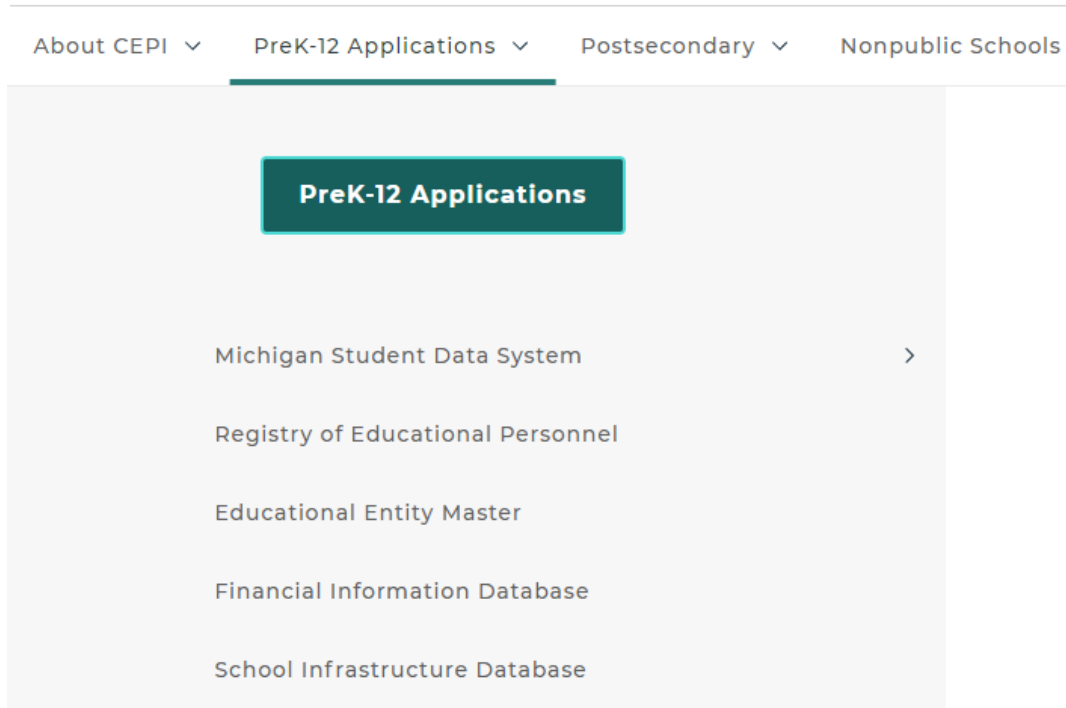 About CEPI PreK-12 Applications Postsecondary Nonpublic Schools
PreK-12 Applications
Michigan Student Data System
Registry of Educational Personnel
Educational Entity Master
Financial Information Database
School Infrastructure Database